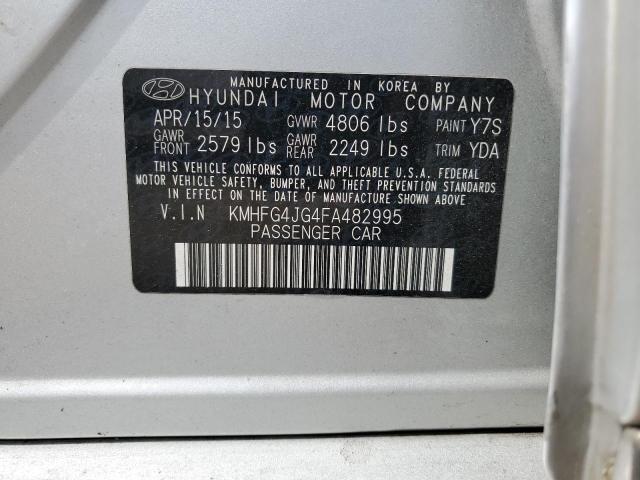 MANUFACTURED IN KOREA BY
HYUNDAI MOTOR COMPANY
APR/15/15 GVWR 4806 lbs PAINT Y7S
GAWR FRONT 2579 lbs GAWR REAR 2249 lbs TRIM YDA
THIS VEHICLE CONFORMS TO ALL APPLICABLE U.S.A. FEDERAL
MOTOR VEHICLE SAFETY, BUMPER, AND THEFT PREVENTION STANDARDS
IN EFFECT ON THE DATE OF MANUFACTURE SHOWN ABOVE.
V.I.N KMHFG4JG4FA482995
PASSENGER CAR